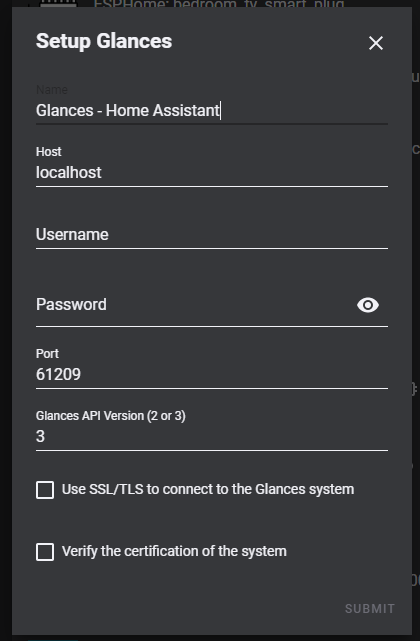 ESPHome: bedroom_tv_smart_plug
Setup Glances
Name
Glances - Home Assistant
Host
localhost
Username
Password
Port
61209
Glances API Version (2 or 3)
3
Use SSL/TLS to connect to the Glances system
Verify the certification of the system
SUBMIT